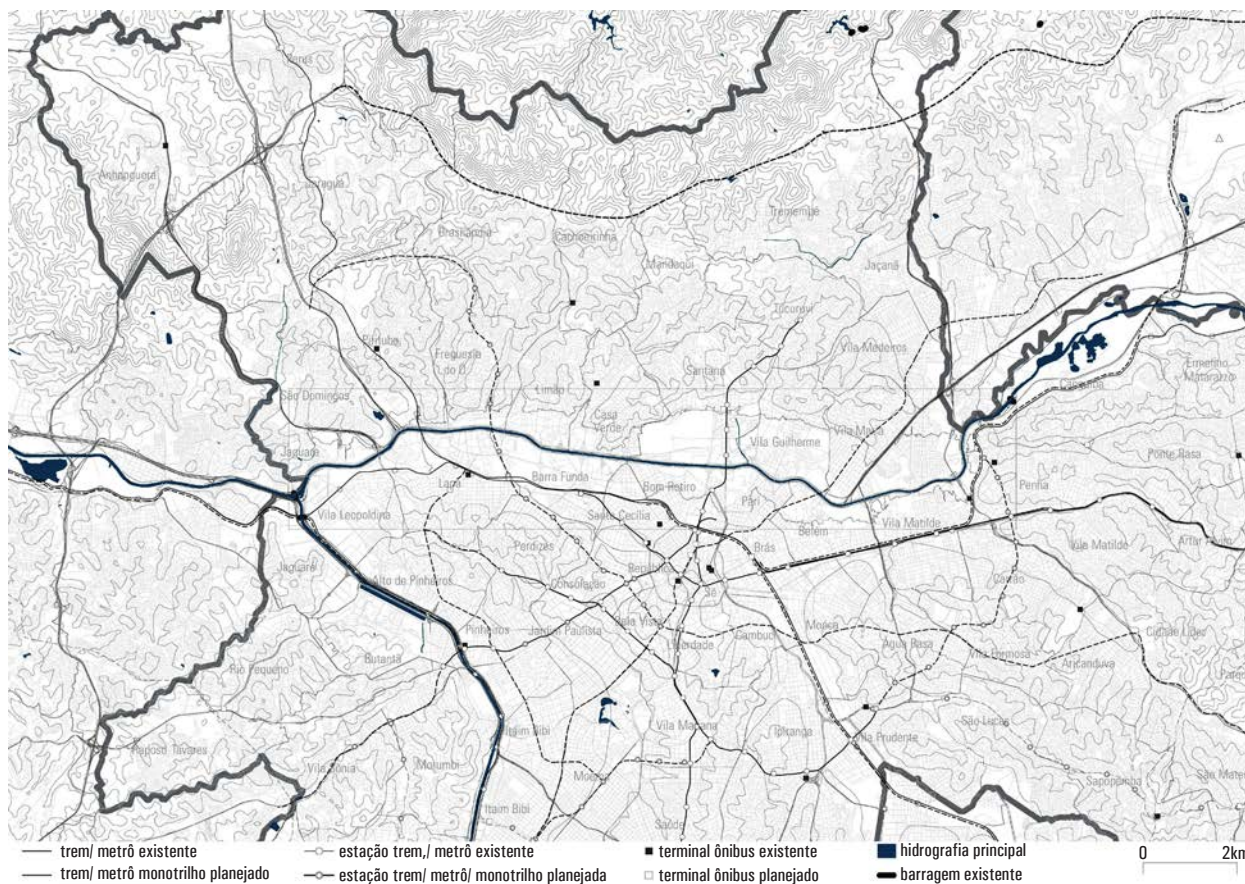 Perus
Anhanguera
Jaraguá
Brasilândia
Cachoeirinha
Mandaqui
Tremembé
Jaçanã
Tucuruvi
Pirituba
Freguesia
do Ó
Limão
Santana
Vila Medeiros
Ermelino
Matarazzo
Cangaíba
São Domingos
Casa
Verde
Vila Guilherme
Vila Maria
Jaguaré
Lapa
Barra Funda
Bom Retiro
Pari
Penha
Ponte Rasa
Vila Leopoldina
Santa Cecília
Belém
Vila Matilde
Perdizes
Brás
Vila Matilde
Artur Alvim
Jaguaré
Alto de Pinheiros
Consolação
República
Sé
Carrão
Pinheiros
Jardim Paulista
Bela Vista
Liberdade
Cambuci
Mooca
Água Rasa
Vila Formosa
Cidade Líder
Aricanduva
Rio Pequeno
Butantã
Raposo Tavares
Vila Sônia
Morumbi
Itaim Bibi
Vila Mariana
Ipiranga
Vila Prudente
São Lucas
Sapopemba
São Mateu
Itaim Bibi
Moema
Saúde
trem/ metrô existente
estação trem,/ metrô existente
terminal ônibus existente
hidrografia principal
0 2km
trem/ metrô monotrilho planejado
estação trem/ metrô/ monotrilho planejada
terminal ônibus planejado
barragem existente